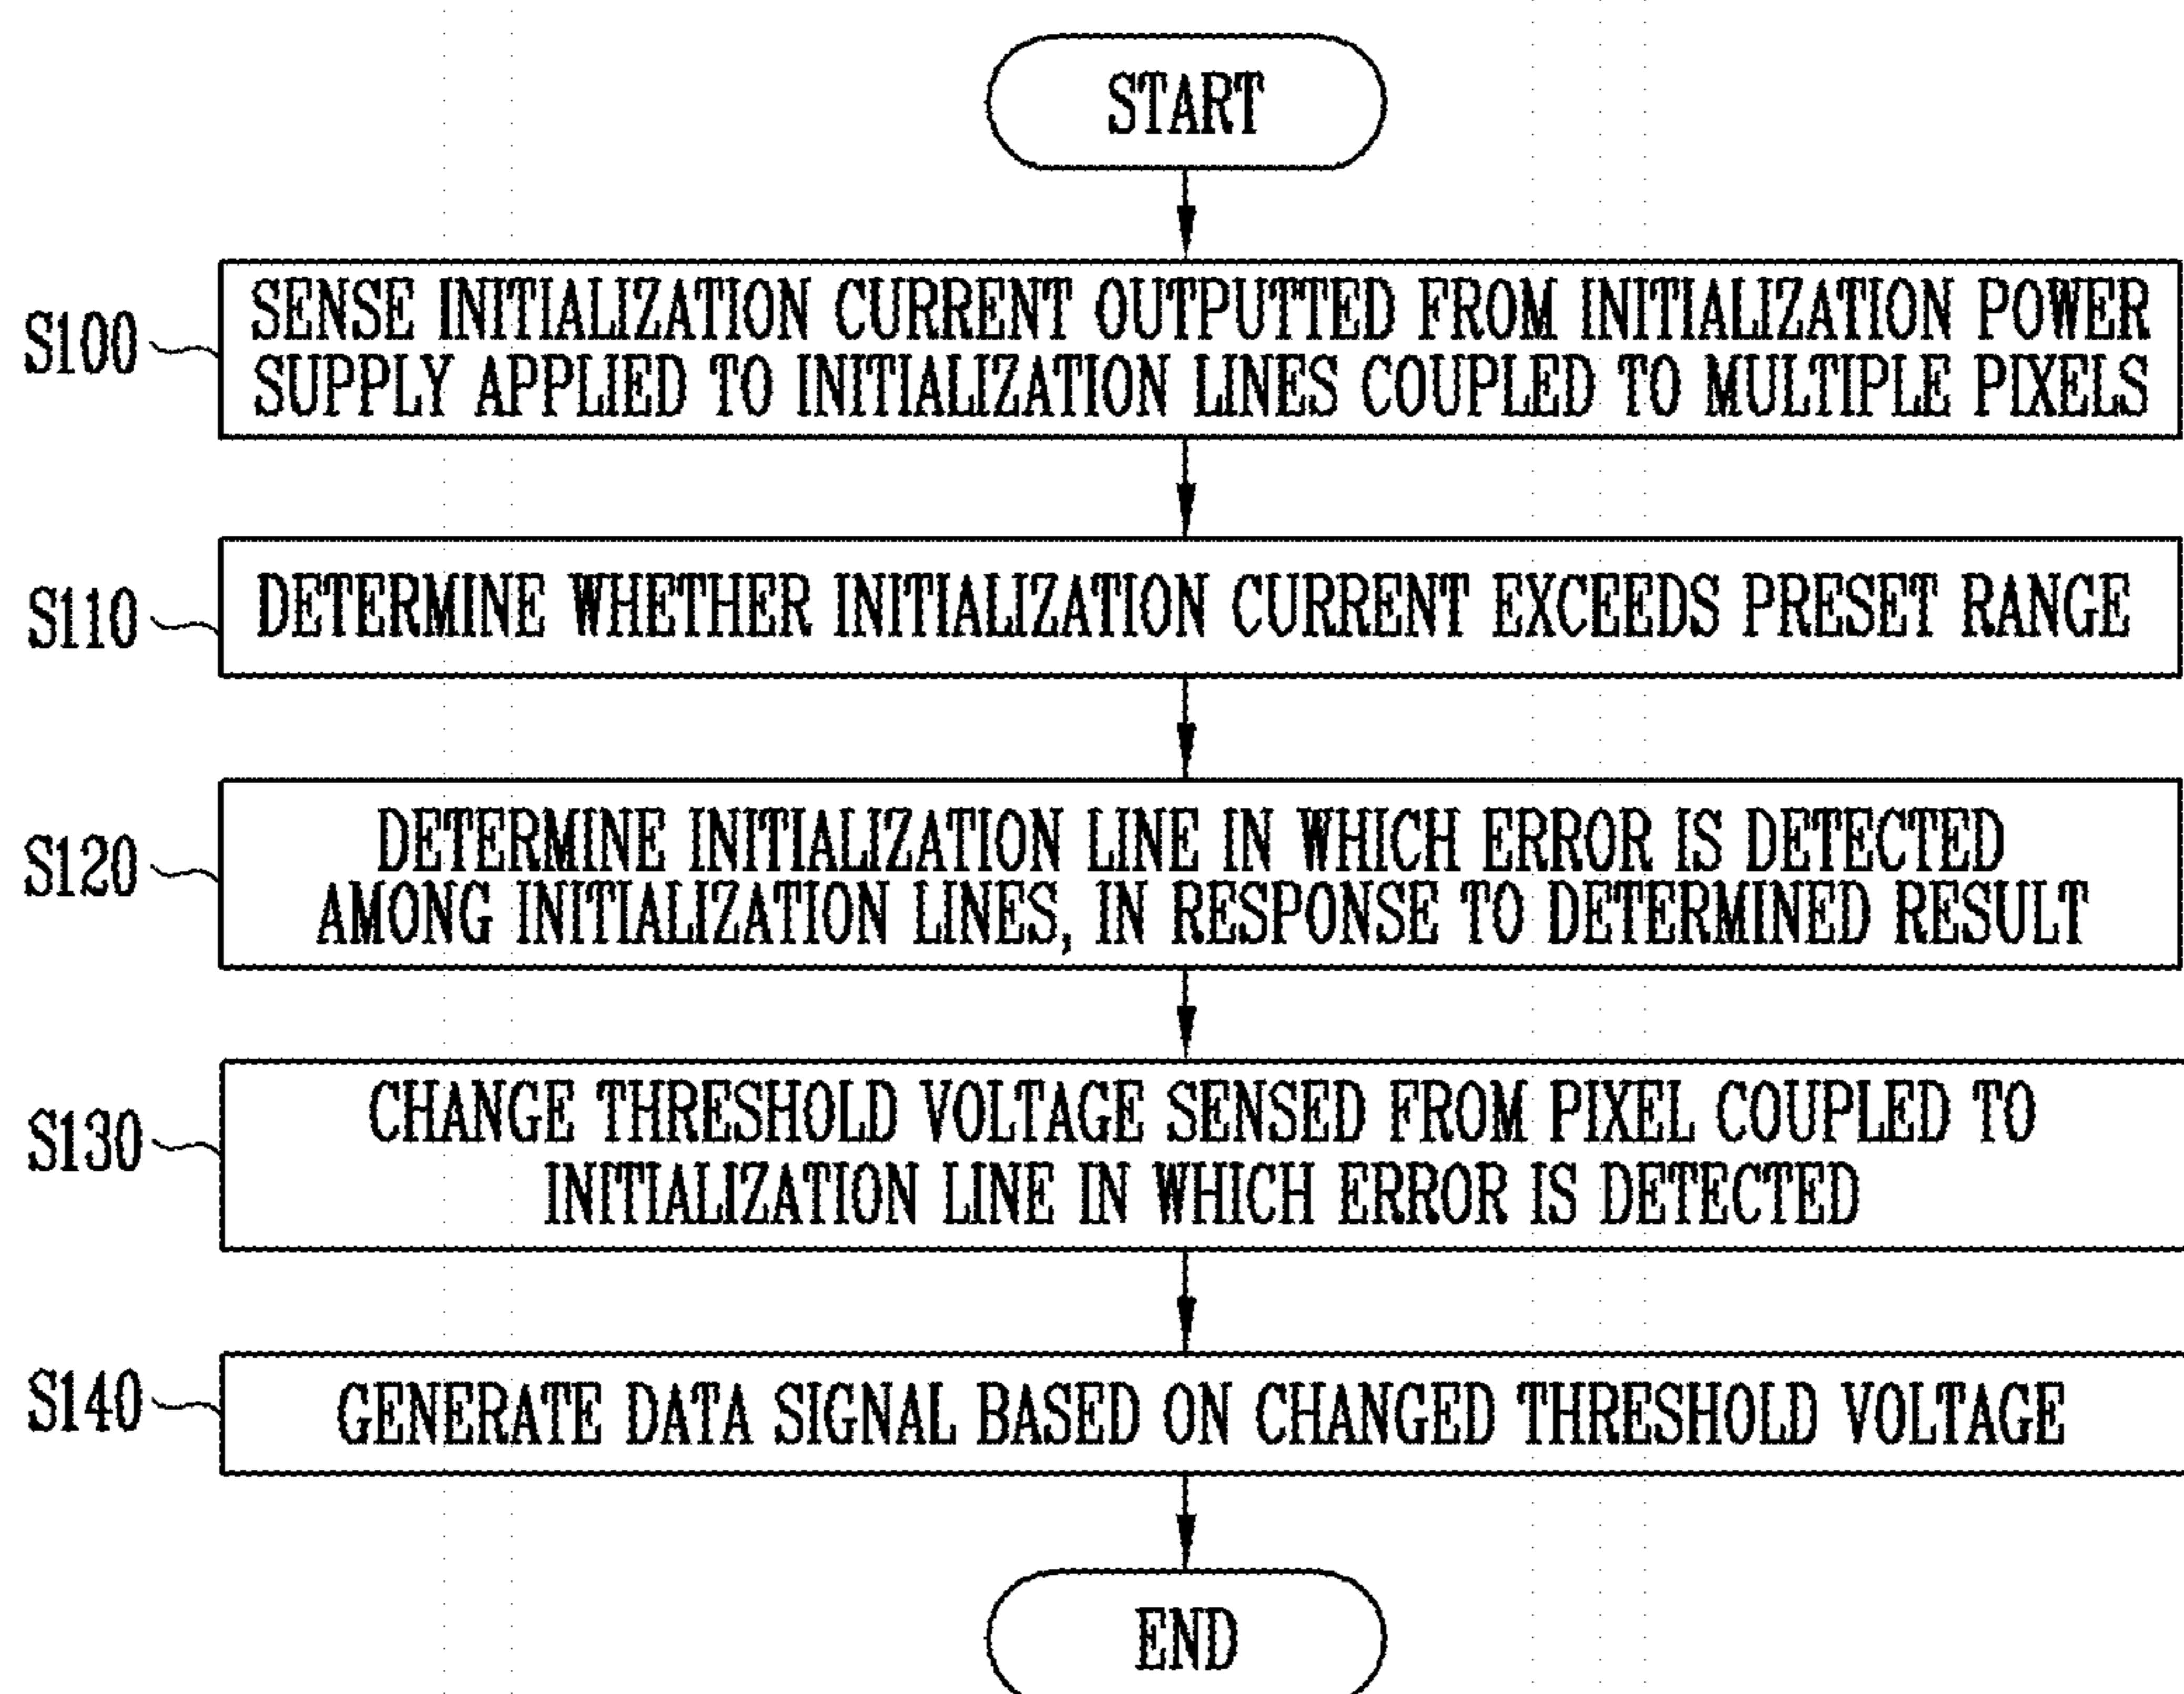 START
S100
SENSE INITIALIZATION CURRENT OUTPUTTED FROM INITIALIZATION POWER
SUPPLY APPLIED TO INITIALIZATION LINES COUPLED TO MULTIPLE PIXELS
S110
DETERMINE WHETHER INITIALIZATION CURRENT EXCEEDS PRESET RANGE
S120
DETERMINE INITIALIZATION LINE IN WHICH ERROR IS DETECTED
AMONG INITIALIZATION LINES, IN RESPONSE TO DETERMINED RESULT
S130
CHANGE THRESHOLD VOLTAGE SENSED FROM PIXEL COUPLED TO
INITIALIZATION LINE IN WHICH ERROR IS DETECTED
S140
GENERATE DATA SIGNAL BASED ON CHANGED THRESHOLD VOLTAGE
END